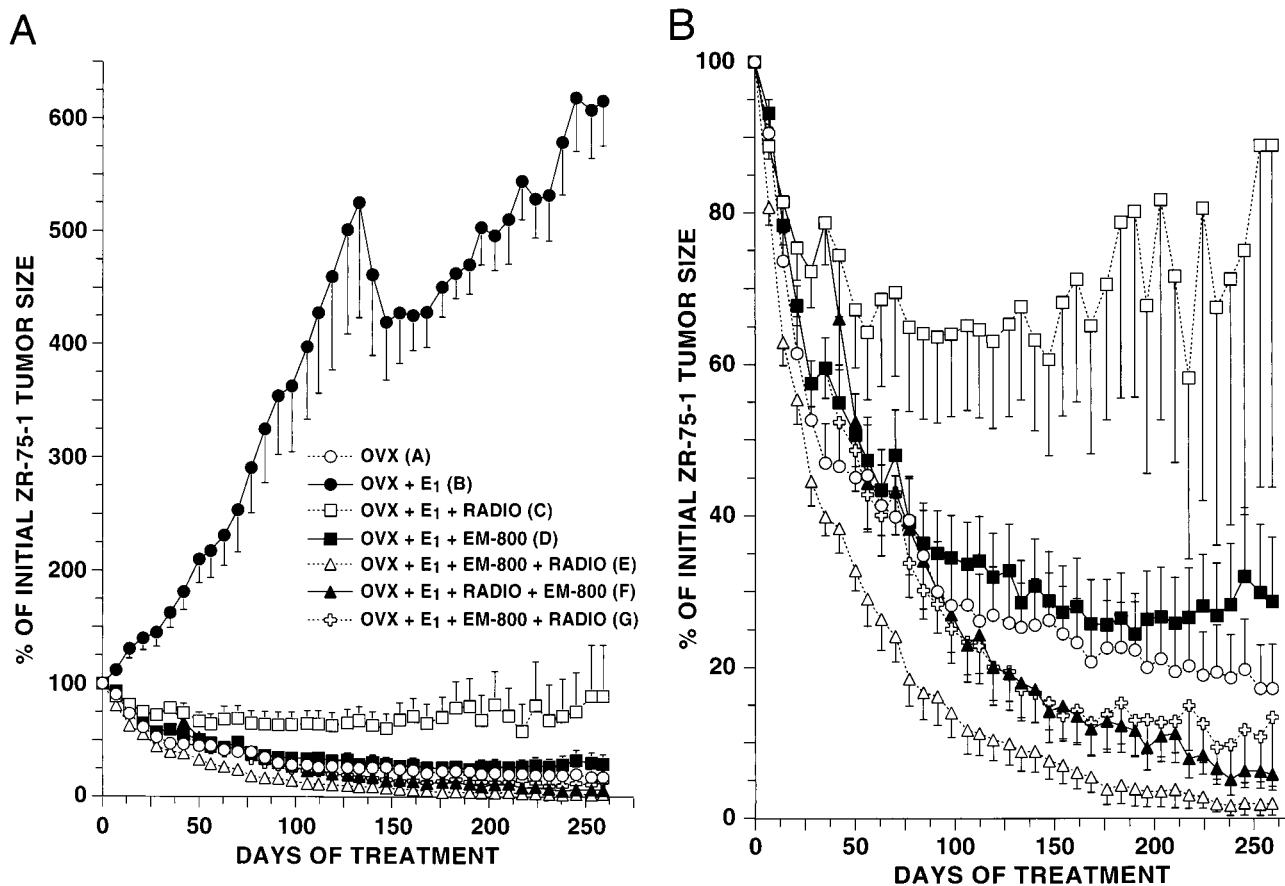 A
% OF INITIAL ZR-75-1 TUMOR SIZE
600
500
400
300
200
100
0
OVX (A)
OVX + E1 (B)
OVX + E1 + RADIO (C)
OVX + E1 + EM-800 (D)
OVX + E1 + EM-800 + RADIO (E)
OVX + E1 + RADIO + EM-800 (F)
OVX + E1 + EM-800 + RADIO (G)
0 50 100 150 200 250
DAYS OF TREATMENT
B
% OF INITIAL ZR-75-1 TUMOR SIZE
100
80
60
40
20
0
0 50 100 150 200 250
DAYS OF TREATMENT